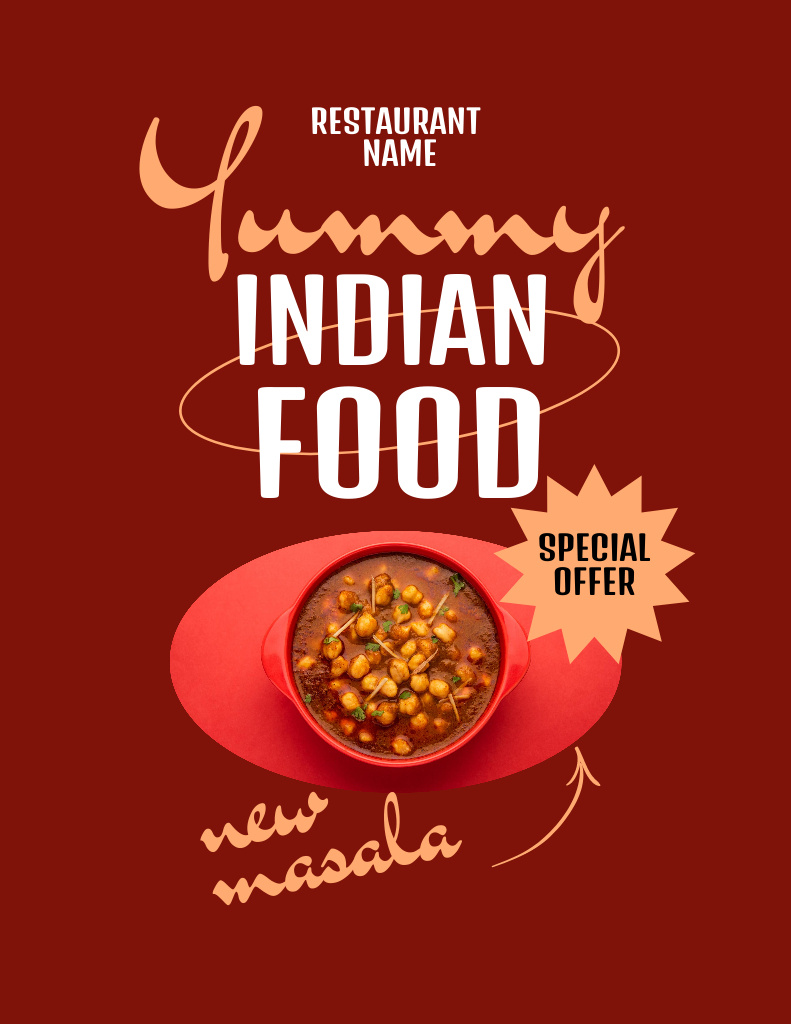 RESTAURANT
NAME
Yummy
INDIAN
FOOD
SPECIAL
OFFER
new
masala